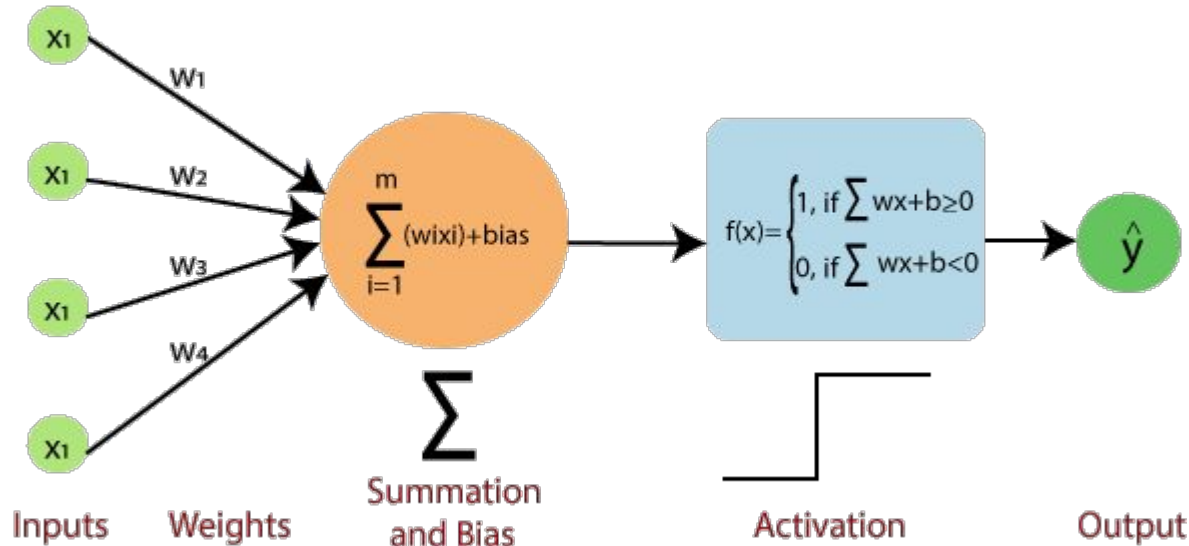 x1
w1
x1
w2
x1
w3
x1
w4
m
∑(wixi)+bias
i=1
f(x)={1, if ∑ wx+b≥0
0, if ∑ wx+b<0
ŷ
∑
Inputs
Weights
Summation
and Bias
Activation
Output